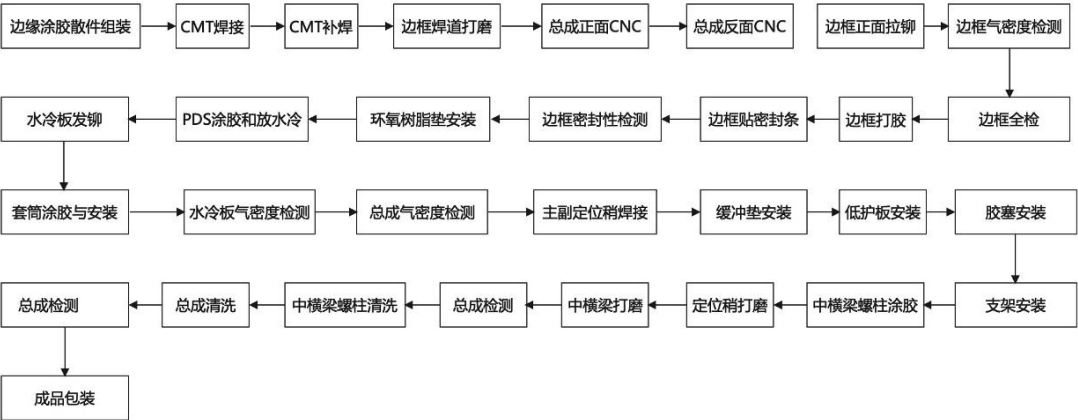 边缘涂胶散件组装
CMT焊接
CMT补焊
边框焊道打磨
总成正面CNC
总成反面CNC
边框正面拉铆
边框气密度检测
边框全检
边框打胶
边框贴密封条
边框密封性检测
环氧树脂垫安装
PDS涂胶和放水冷
水冷板发铆
套筒涂胶与安装
水冷板气密度检测
总成气密度检测
主副定位稍焊接
缓冲垫安装
低护板安装
胶塞安装
支架安装
中横梁螺柱涂胶
定位稍打磨
中横梁打磨
总成检测
中横梁螺柱清洗
总成清洗
总成检测
成品包装